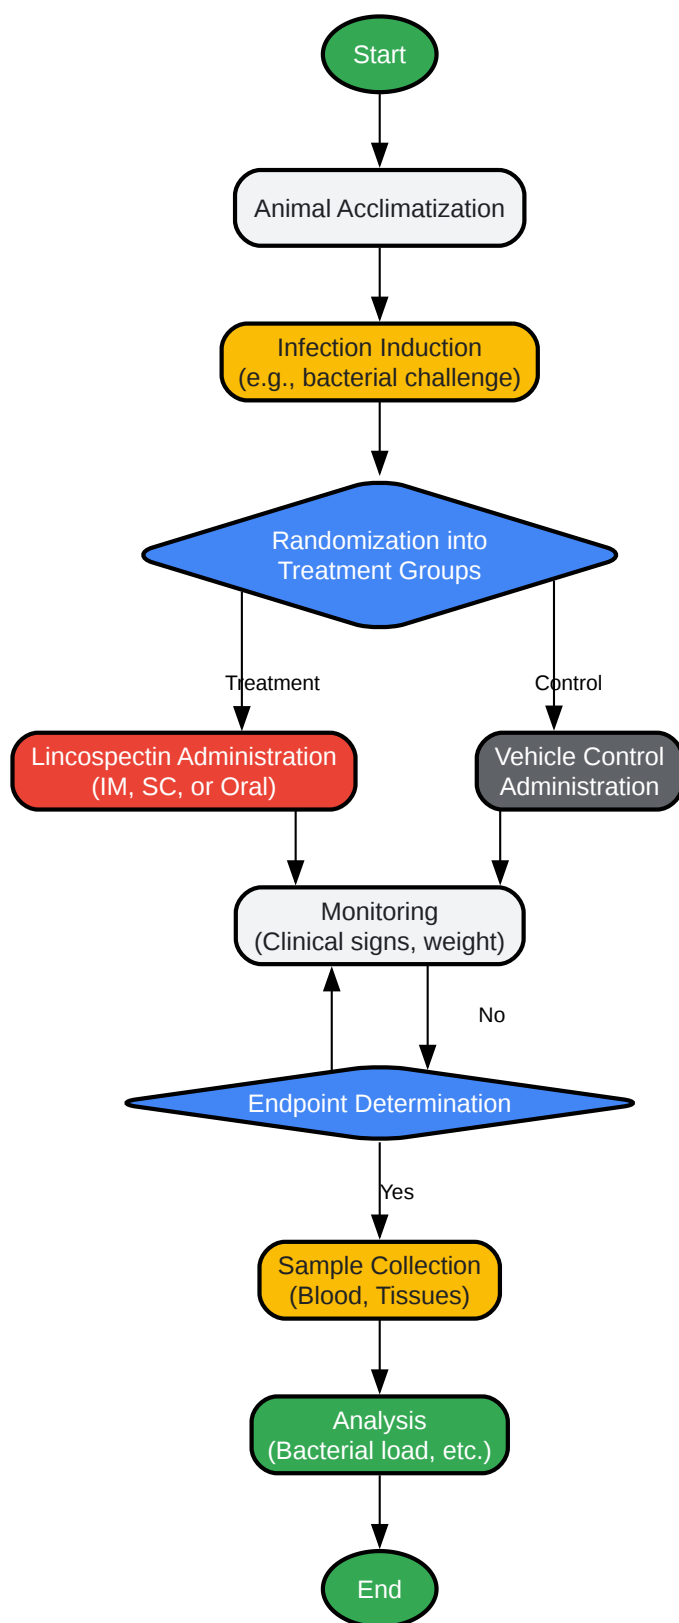 Start
Animal Acclimatization
Infection Induction
(e.g., bacterial challenge)
Randomization into
Treatment Groups
Treatment
Control
Lincospectin Administration
(IM, SC, or Oral)
Vehicle Control
Administration
Monitoring
(Clinical signs, weight)
No
Endpoint Determination
Yes
Sample Collection
(Blood, Tissues)
Analysis
(Bacterial load, etc.)
End